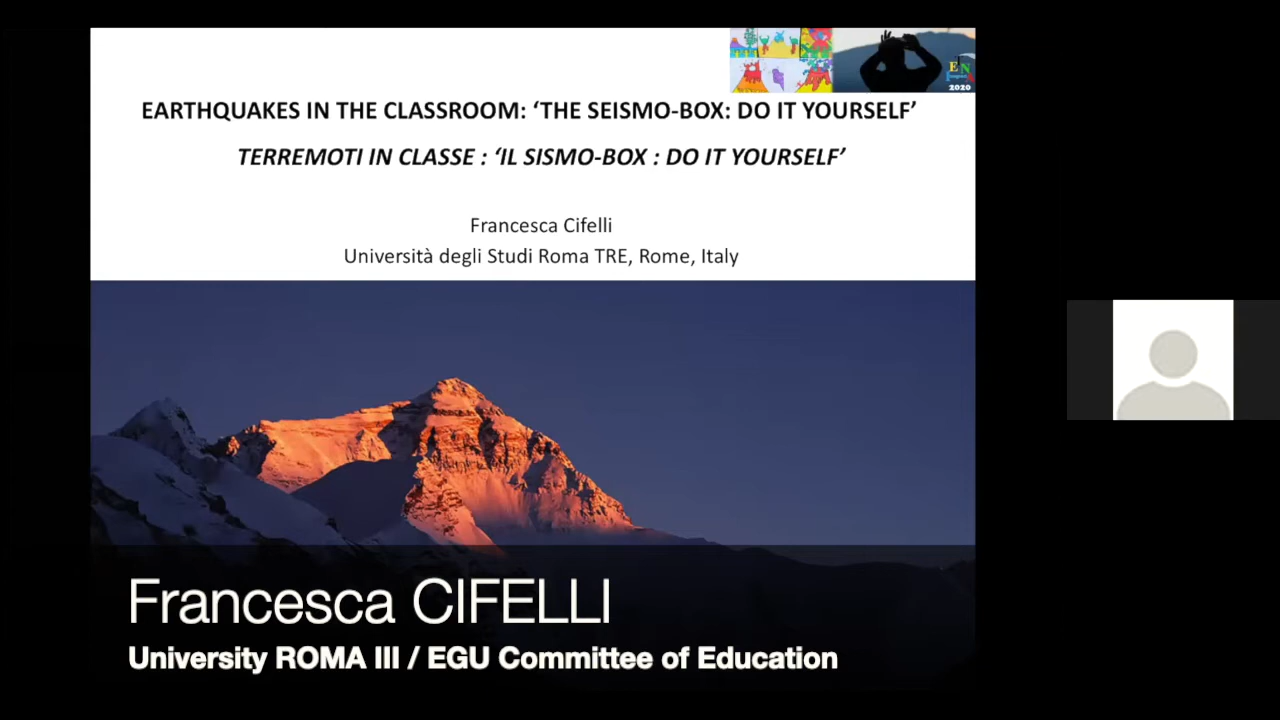 EARTHQUAKES IN THE CLASSROOM: ‘THE SEISMO-BOX: DO IT YOURSELF’
TERREMOTI IN CLASSE : ‘IL SISMO-BOX : DO IT YOURSELF’
Francesca Cifelli
Università degli Studi Roma TRE, Rome, Italy
2020
Francesca CIFELLI
University ROMA III / EGU Committee of Education